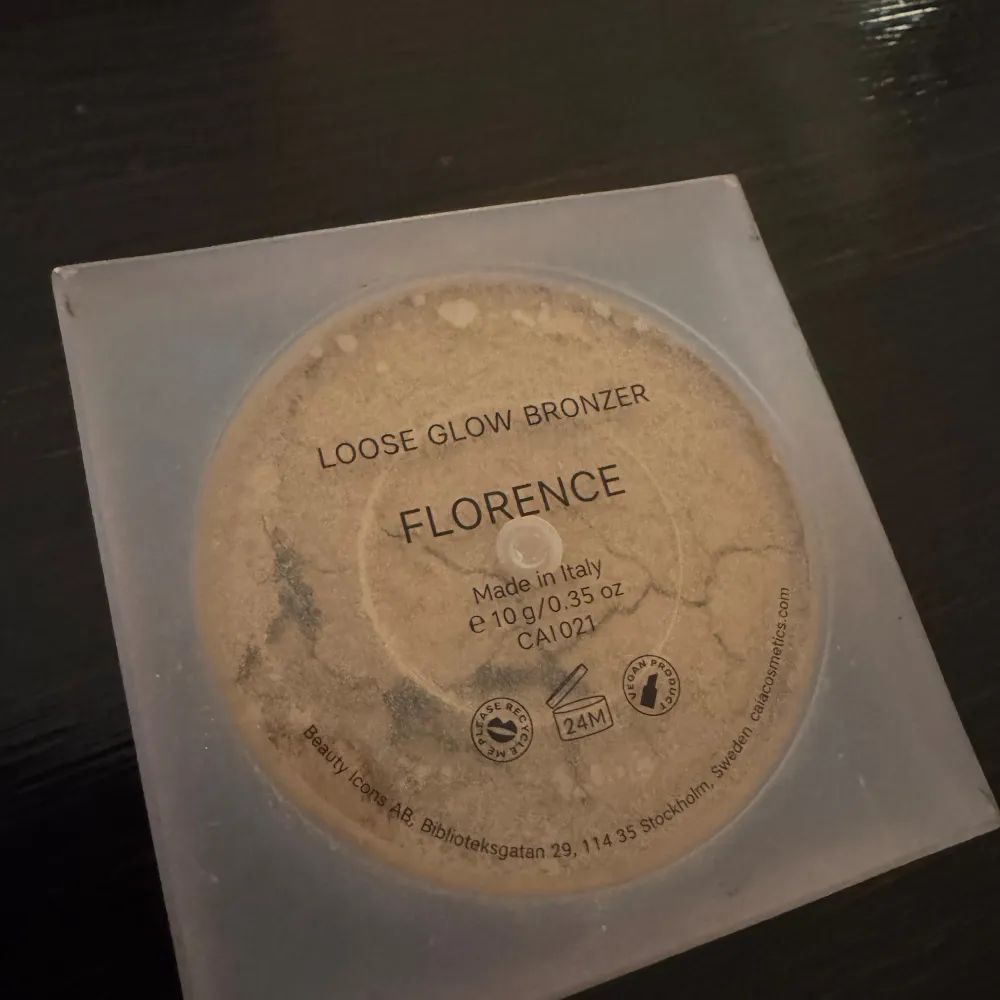 LOOSE GLOW BRONZER
FLORENCE
Made in Italy
℮ 10 g/0.35 oz
CAI021
PLEASE RECYCLE ME
24M
VEGAN PRODUCT
Beauty Icons AB, Biblioteksgatan 29, 114 35 Stockholm, Sweden caiacosmetics.com